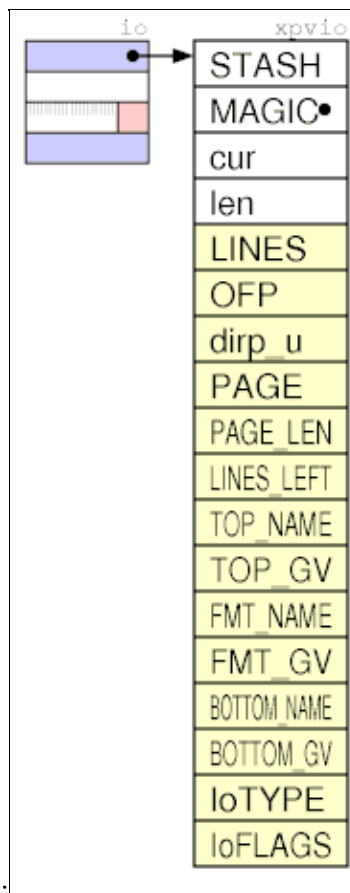 io xpvio
STASH
MAGIC
cur
len
LINES
OFP
dirp_u
PAGE
PAGE_LEN
LINES_LEFT
TOP_NAME
TOP_GV
FMT_NAME
FMT_GV
BOTTOM_NAME
BOTTOM_GV
IoTYPE
IoFLAGS
.